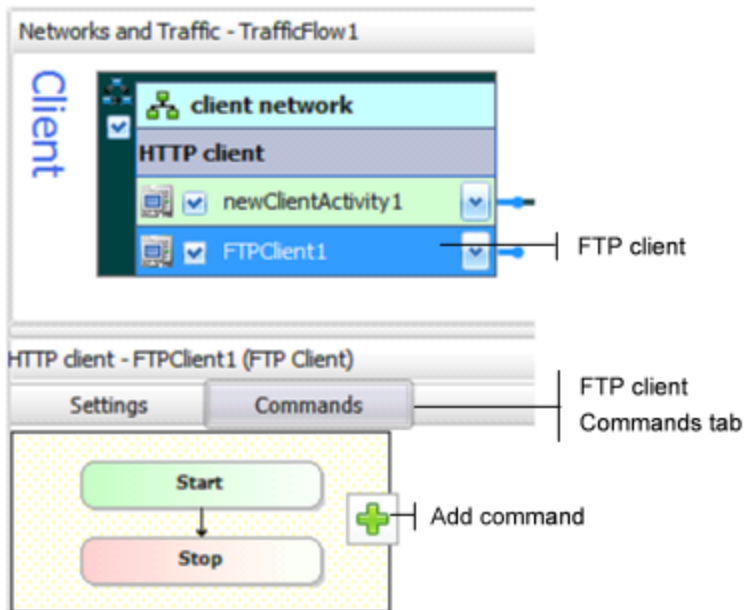 Networks and Traffic - TrafficFlow1
Client
client network
HTTP client
newClientActivity1
FTPClient1
FTP client
HTTP client - FTPClient1 (FTP Client)
Settings
Commands
FTP client
Commands tab
Start
Add command
Stop